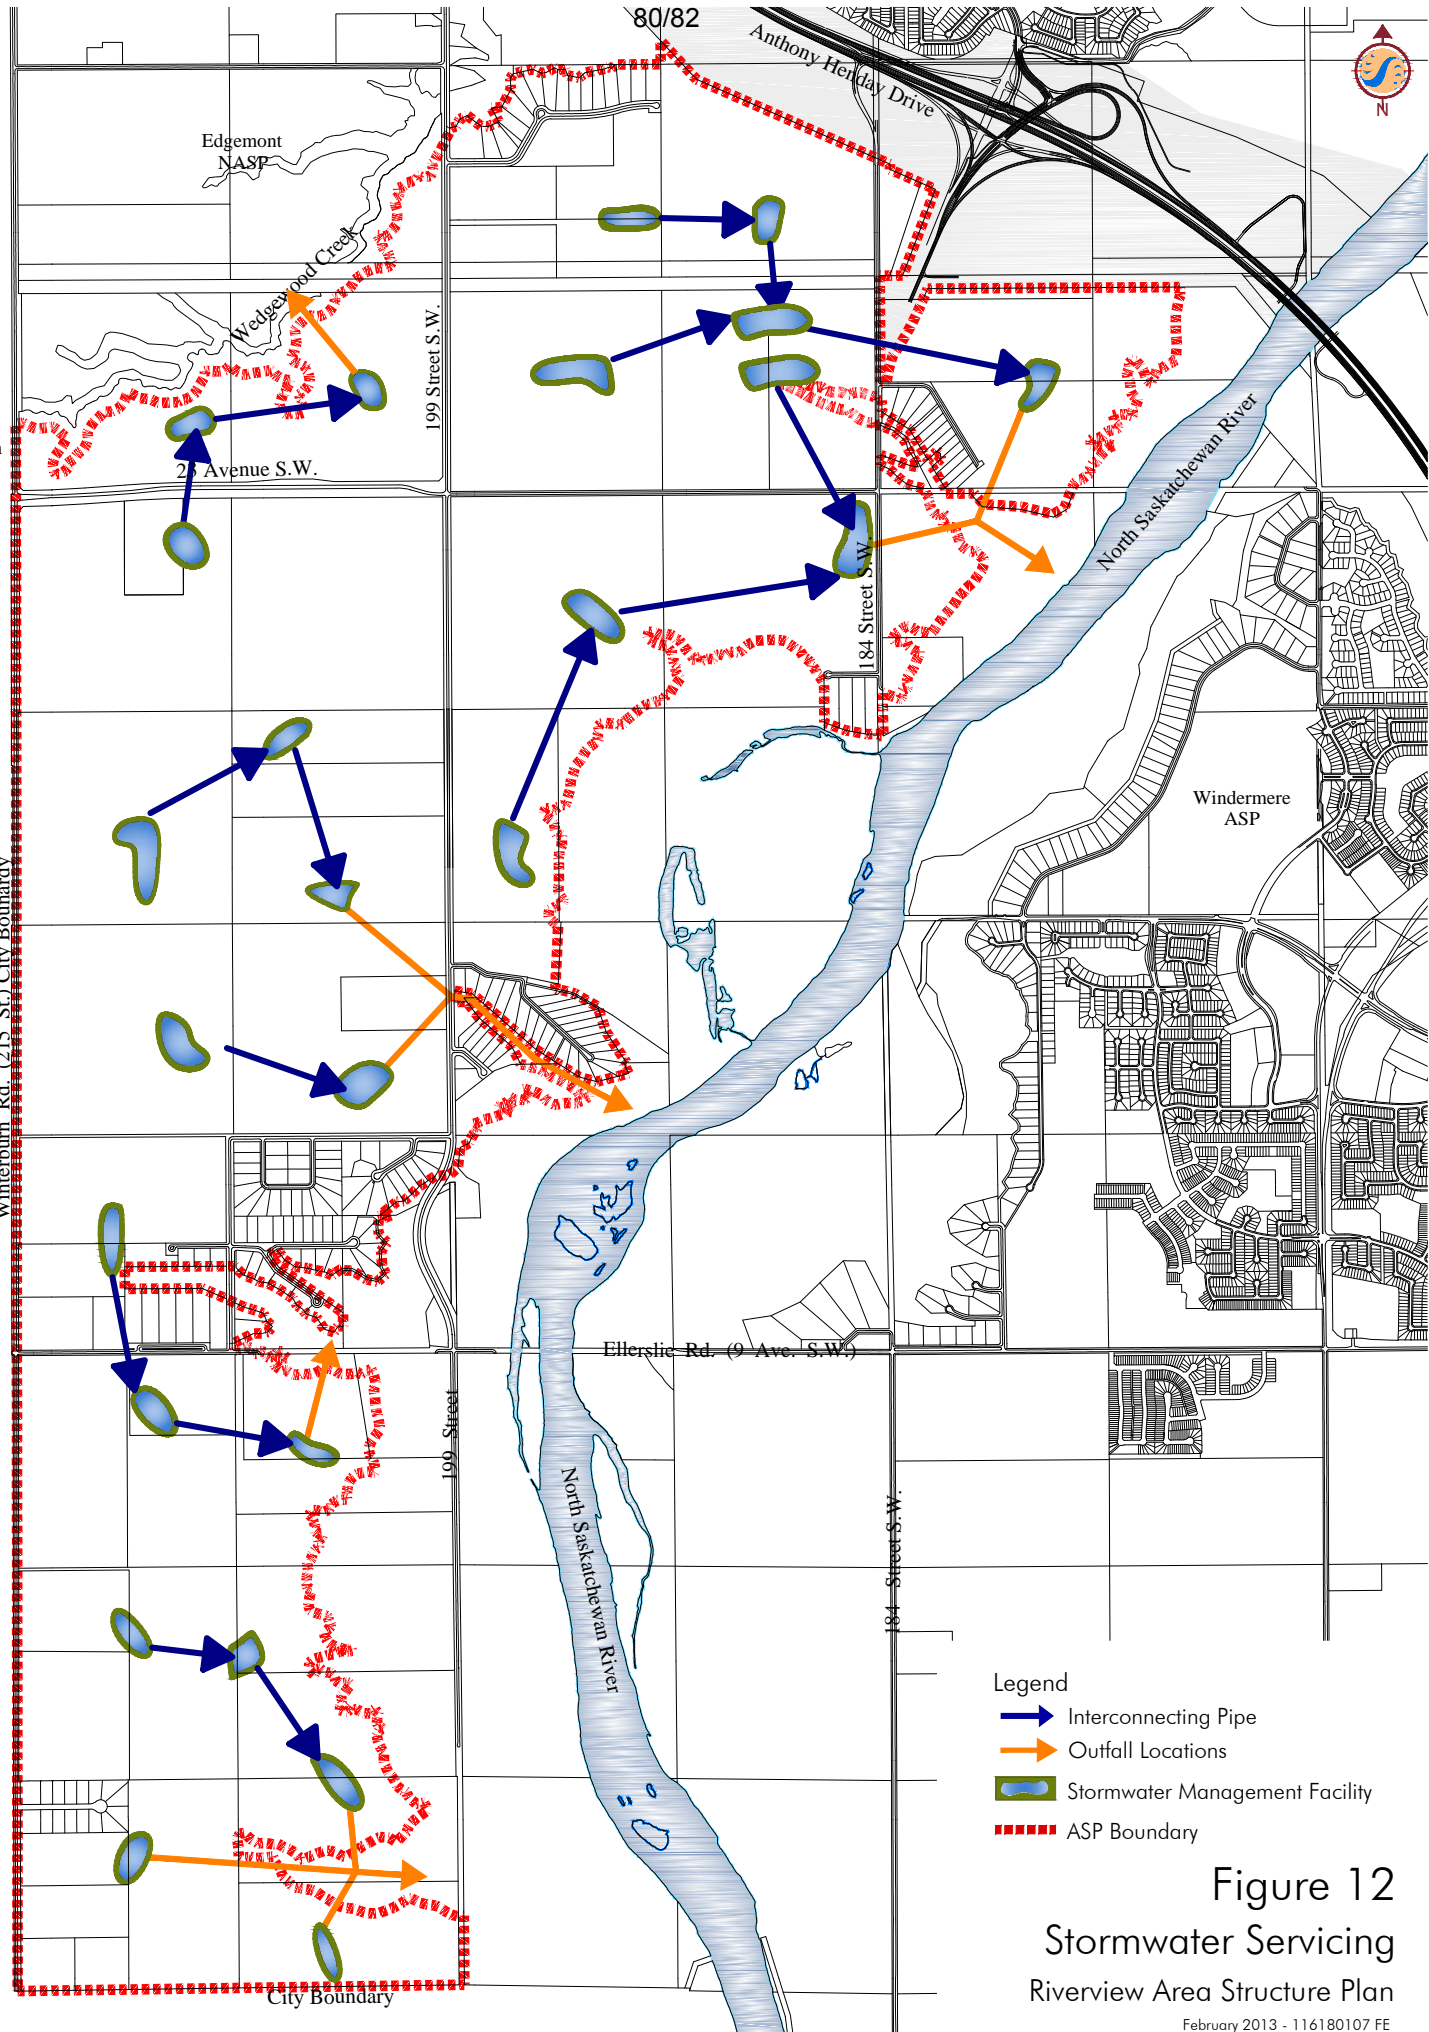 80/82
Anthony Henday Drive
N
Edgemont
NASP
Wedgewood Creek
199 Street S.W.
23 Avenue S.W.
North Saskatchewan River
184 Street S.W.
Windermere
ASP
Winterburn Rd. (215 St.) City Boundary
Ellerslie Rd. (9 Ave. S.W.)
199 Street
North Saskatchewan River
184 Street S.W.
Legend
Interconnecting Pipe
Outfall Locations
Stormwater Management Facility
ASP Boundary
Figure 12
Stormwater Servicing
Riverview Area Structure Plan
City Boundary
February 2013 - 116180107 FE